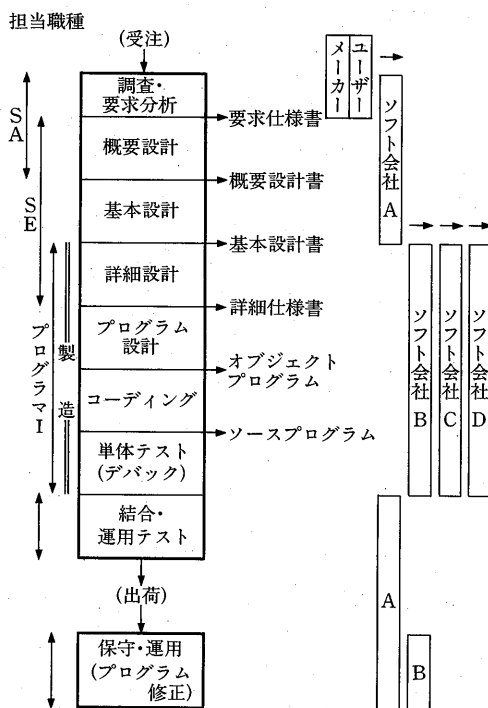 担当職種
(受注)
調査・
要求分析
概要設計
基本設計
詳細設計
プログラム
設計
コーディング
単体テスト
(デバック)
結合・
運用テスト
(出荷)
保守・運用
(プログラム
修正)
SA
SE
プログラマI
製造
要求仕様書
概要設計書
基本設計書
詳細仕様書
オブジェクト
プログラム
ソースプログラム
メーカー
ユーザー
ソフト会社A
ソフト会社B
ソフト会社C
ソフト会社D
A
B